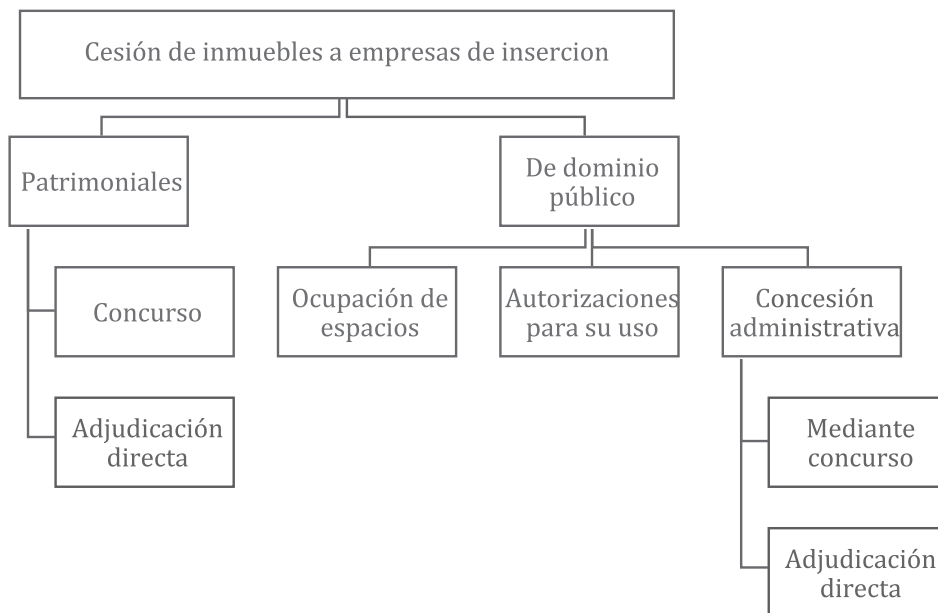 Cesión de inmuebles a empresas de insercion
Patrimoniales
De dominio
público
Concurso
Adjudicación
directa
Ocupación de
espacios
Autorizaciones
para su uso
Concesión
administrativa
Mediante
concurso
Adjudicación
directa